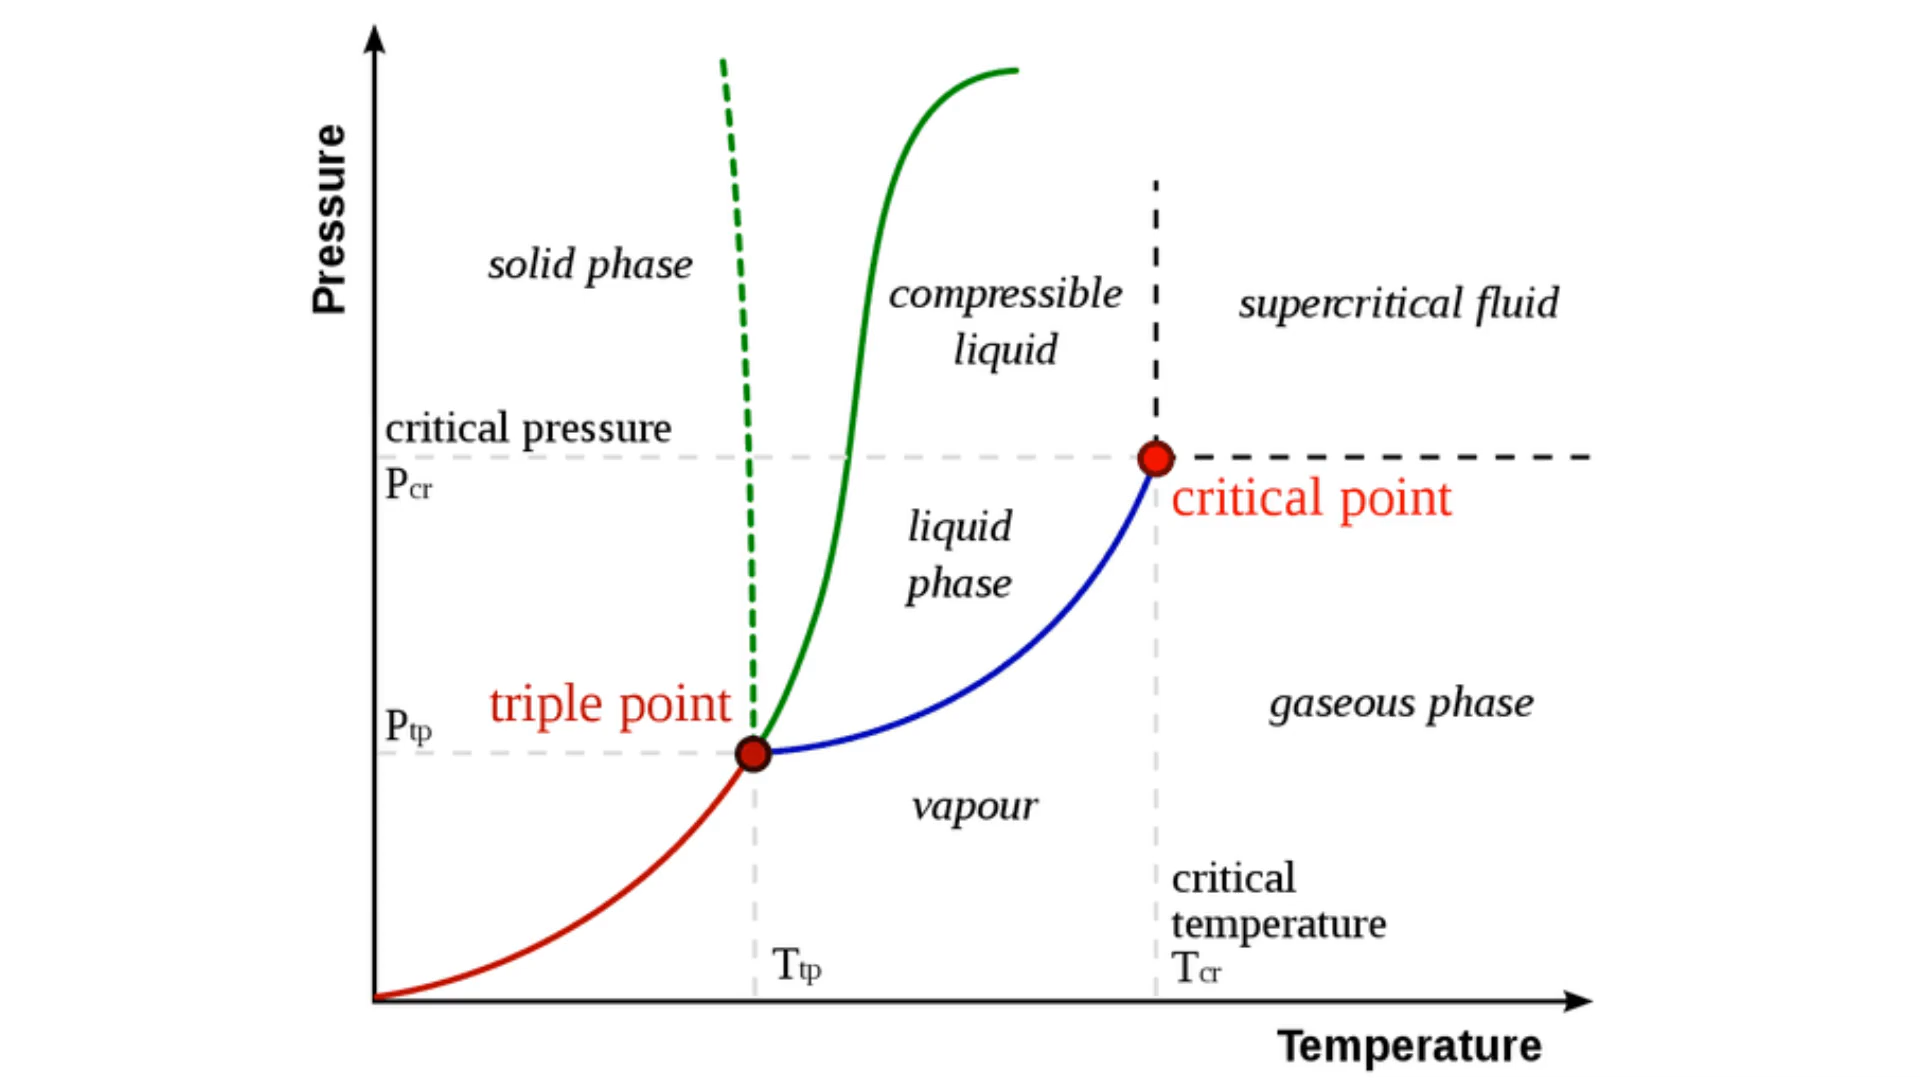 Pressure
solid phase
compressible
liquid
supercritical fluid
critical pressure
Pcr
critical point
liquid
phase
triple point
Ptp
gaseous phase
vapour
critical
temperature
Tcr
Ttp
Temperature